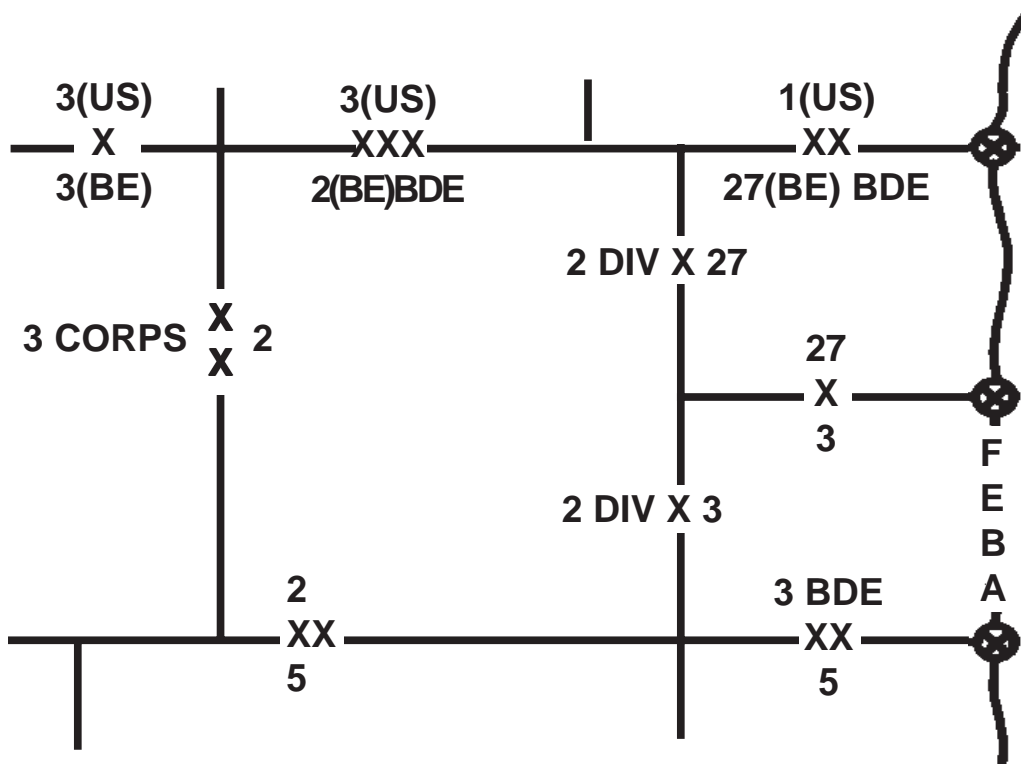 3(US)
X
3(BE)
3(US)
XXX
2(BE)BDE
1(US)
XX
27(BE) BDE
2 DIV X 27
3 CORPS X X 2
27
X
3
2 DIV X 3
F
E
B
A
2
XX
5
3 BDE
XX
5